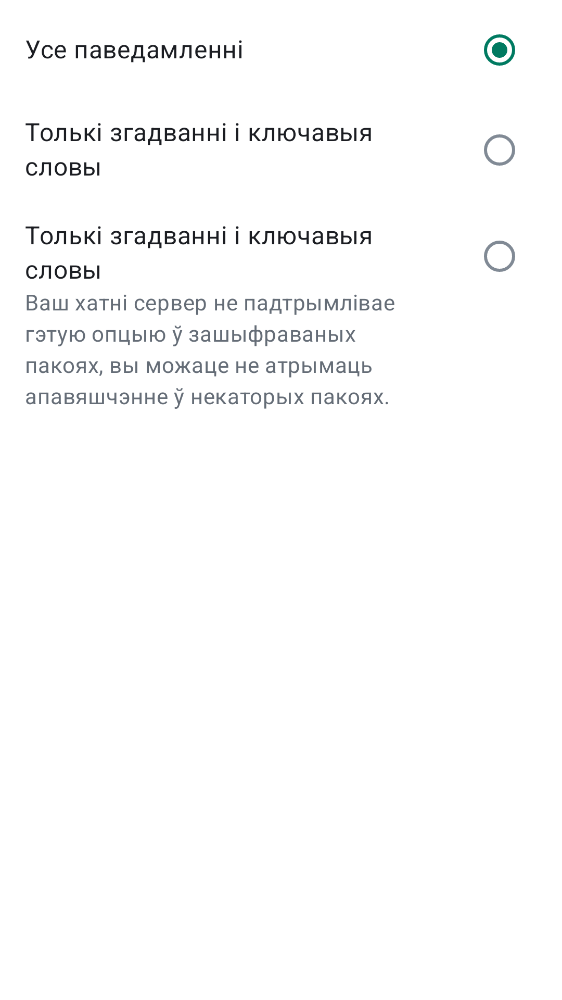 Усе паведамленні
Толькі згадванні і ключавыя
словы
Толькі згадванні і ключавыя
словы
Ваш хатні сервер не падтрымлівае
гэтую опцыю ў зашыфраваных
пакоях, вы можаце не атрымаць
апавяшчэнне ў некаторых пакоях.